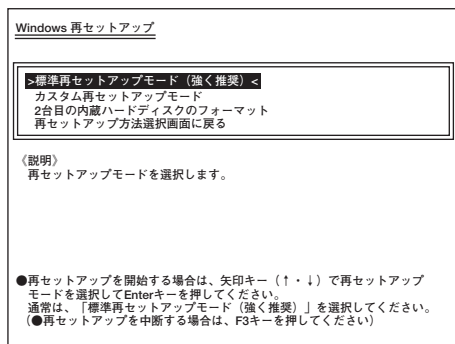 Windows 再セットアップ
>標準再セットアップモード（強く推奨）<
カスタム再セットアップモード
2台目の内蔵ハードディスクのフォーマット
再セットアップ方法選択画面に戻る
《説明》
再セットアップモードを選択します。
●再セットアップを開始する場合は、矢印キー（↑・↓）で再セットアップ
モードを選択してEnterキーを押してください。
通常は、「標準再セットアップモード（強く推奨）」を選択してください。
（●再セットアップを中断する場合は、F3キーを押してください）